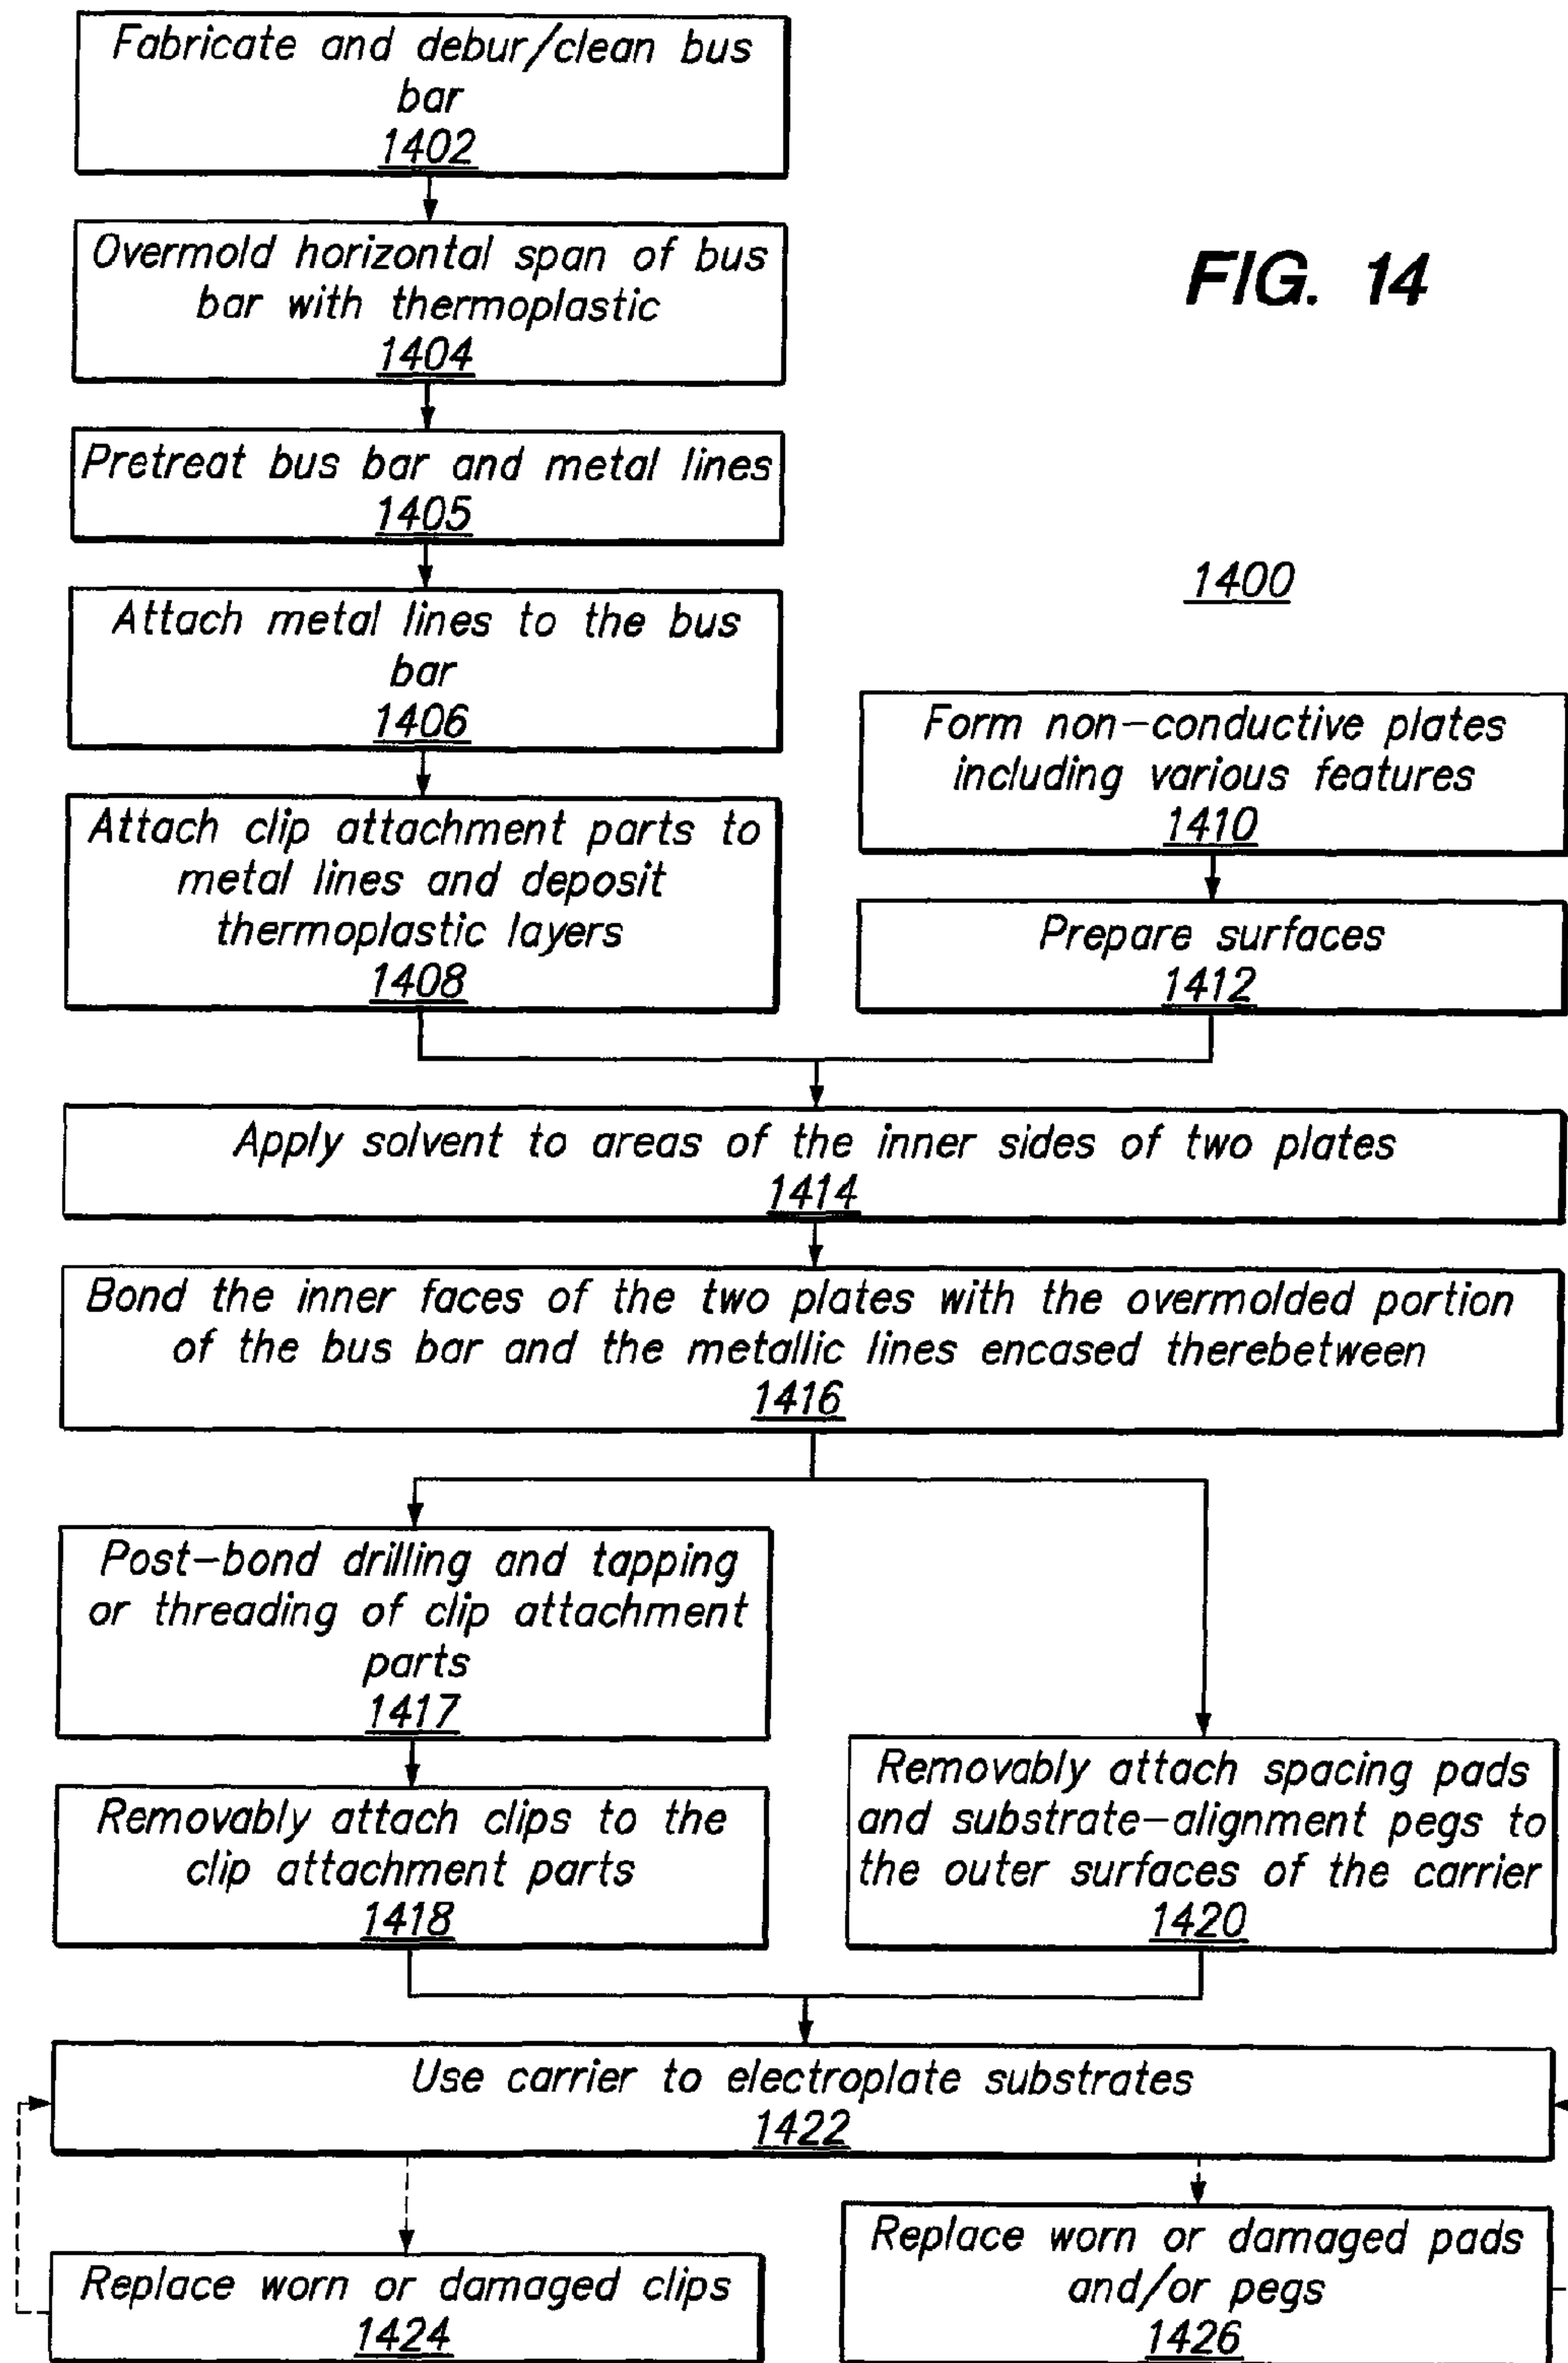 Fabricate and debur/clean bus
bar
1402
Overmold horizontal span of bus
bar with thermoplastic
1404
FIG. 14
Pretreat bus bar and metal lines
1405
Attach metal lines to the bus
bar
1406
1400
Attach clip attachment parts to
metal lines and deposit
thermoplastic layers
1408
Form non-conductive plates
including various features
1410
Prepare surfaces
1412
Apply solvent to areas of the inner sides of two plates
1414
Bond the inner faces of the two plates with the overmolded portion
of the bus bar and the metallic lines encased therebetween
1416
Post-bond drilling and tapping
or threading of clip attachment
parts
1417
Removably attach clips to the
clip attachment parts
1418
Removably attach spacing pads
and substrate-alignment pegs to
the outer surfaces of the carrier
1420
Use carrier to electroplate substrates
1422
Replace worn or damaged clips
1424
Replace worn or damaged pads
and/or pegs
1426